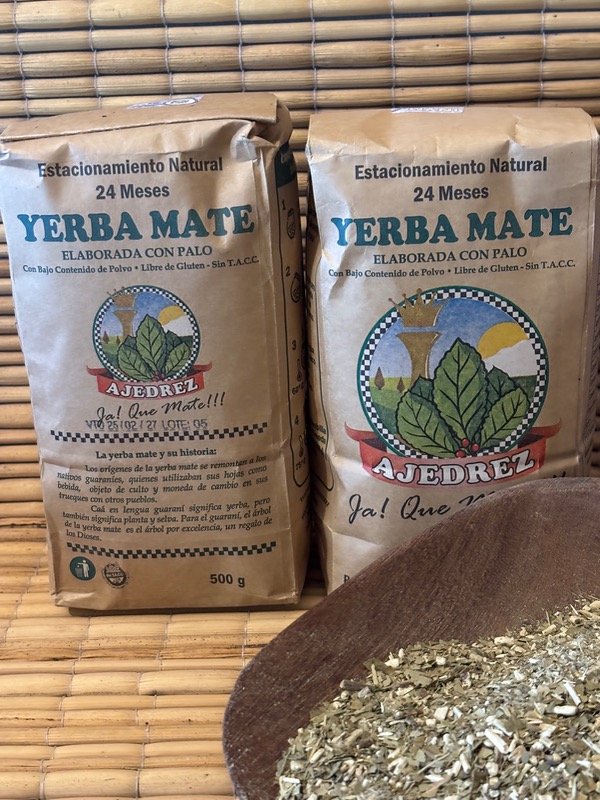 Estacionamiento Natural
24 Meses
YERBA MATE
ELABORADA CON PALO
Con Bajo Contenido de Polvo • Libre de Gluten - Sin T.A.C.C.
AJEDREZ
Ja! Que Mate!!!
VTO 25/02/27 LOTE: 95
La yerba mate y su historia:
Los orígenes de la yerba mate se remontan a los
nativos guaraníes, quienes utilizaban sus hojas como
bebida, objeto de culto y moneda de cambio en sus
trueques con otros pueblos.
Caá en lengua guaraní significa yerba, pero
también significa planta y selva. Para el guaraní, el árbol
de la yerba mate es el árbol por excelencia, un regalo de
los Dioses.
500 g
1
2
3
4
Estacionamiento Natural
24 Meses
YERBA MATE
ELABORADA CON PALO
Con Bajo Contenido de Polvo • Libre de Gluten - Sin T.A.C.C.
AJEDREZ
Ja! Que